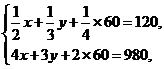 1/2 x + 1/3 y + 1/4 × 60 = 120,
4x + 3y + 2 × 60 = 980,